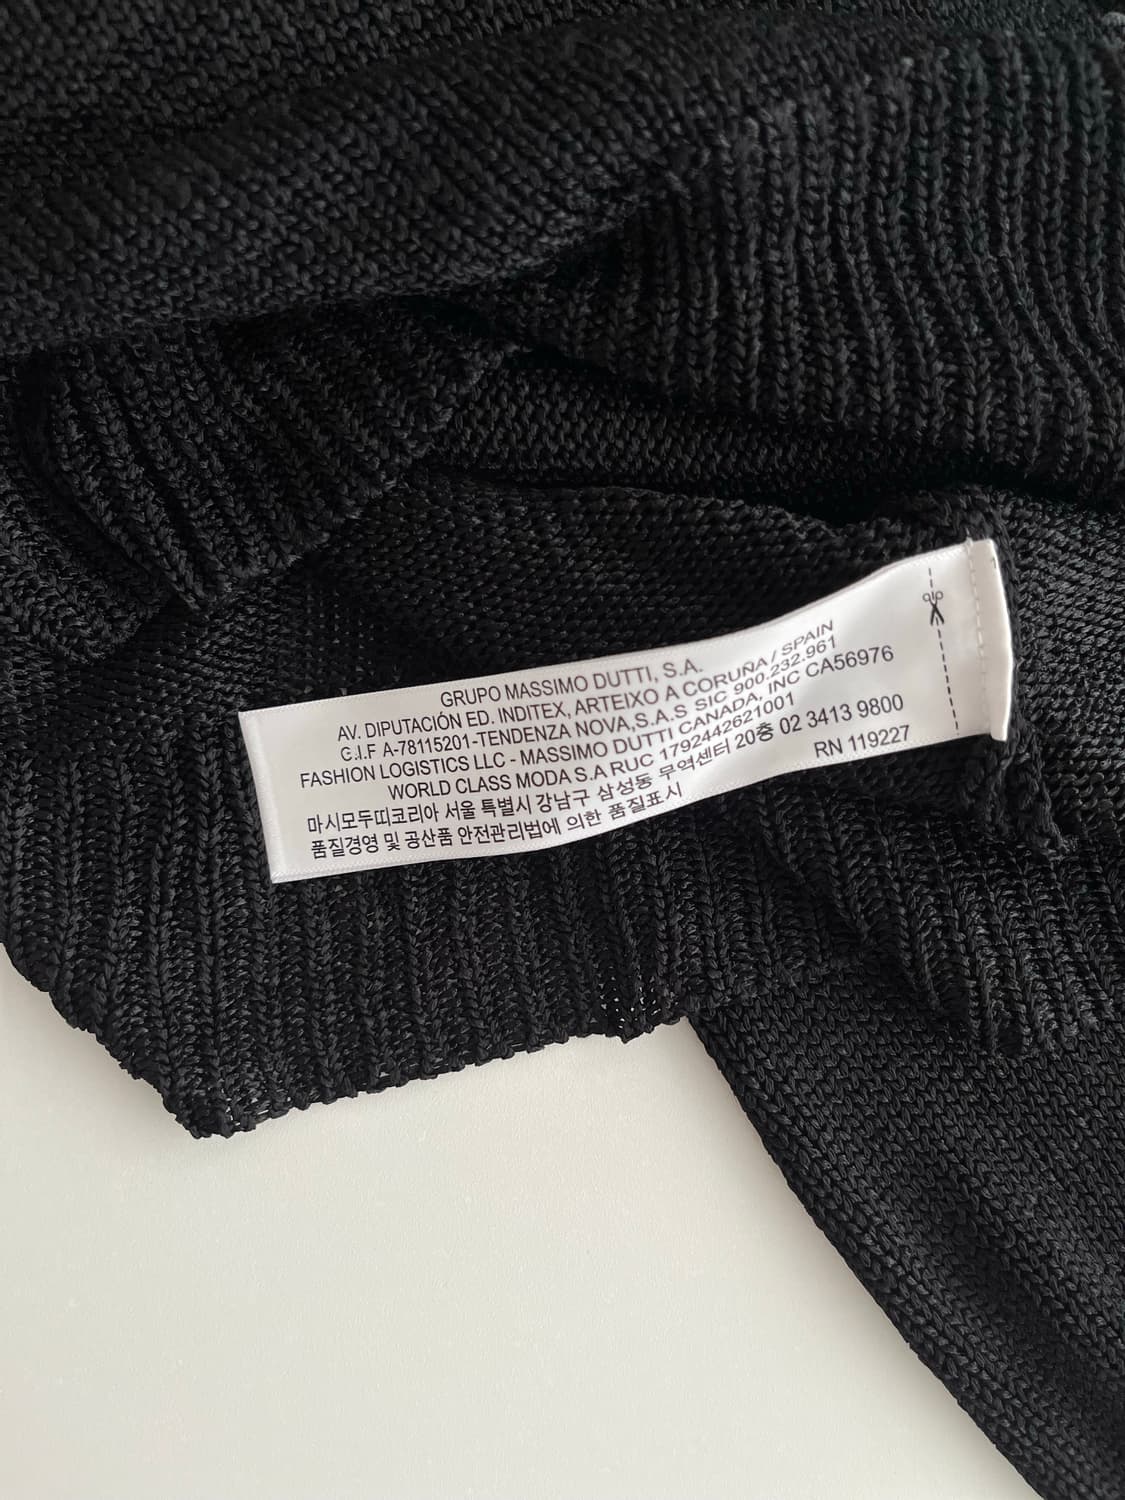 GRUPO MASSIMO DUTTI, S.A.
AV. DIPUTACIÓN ED. INDITEX, ARTEIXO A CORUÑA / SPAIN
C.I.F A-78115201-TENDENZA NOVA,S.A.S SIC 900.232.961
FASHION LOGISTICS LLC - MASSIMO DUTTI CANADA, INC CA56976
WORLD CLASS MODA S.A RUC 1792442621001
마시모두띠코리아 서울 특별시 강남구 삼성동 무역센터 20층 02 3413 9800
품질경영 및 공산품 안전관리법에 의한 품질표시
RN 119227